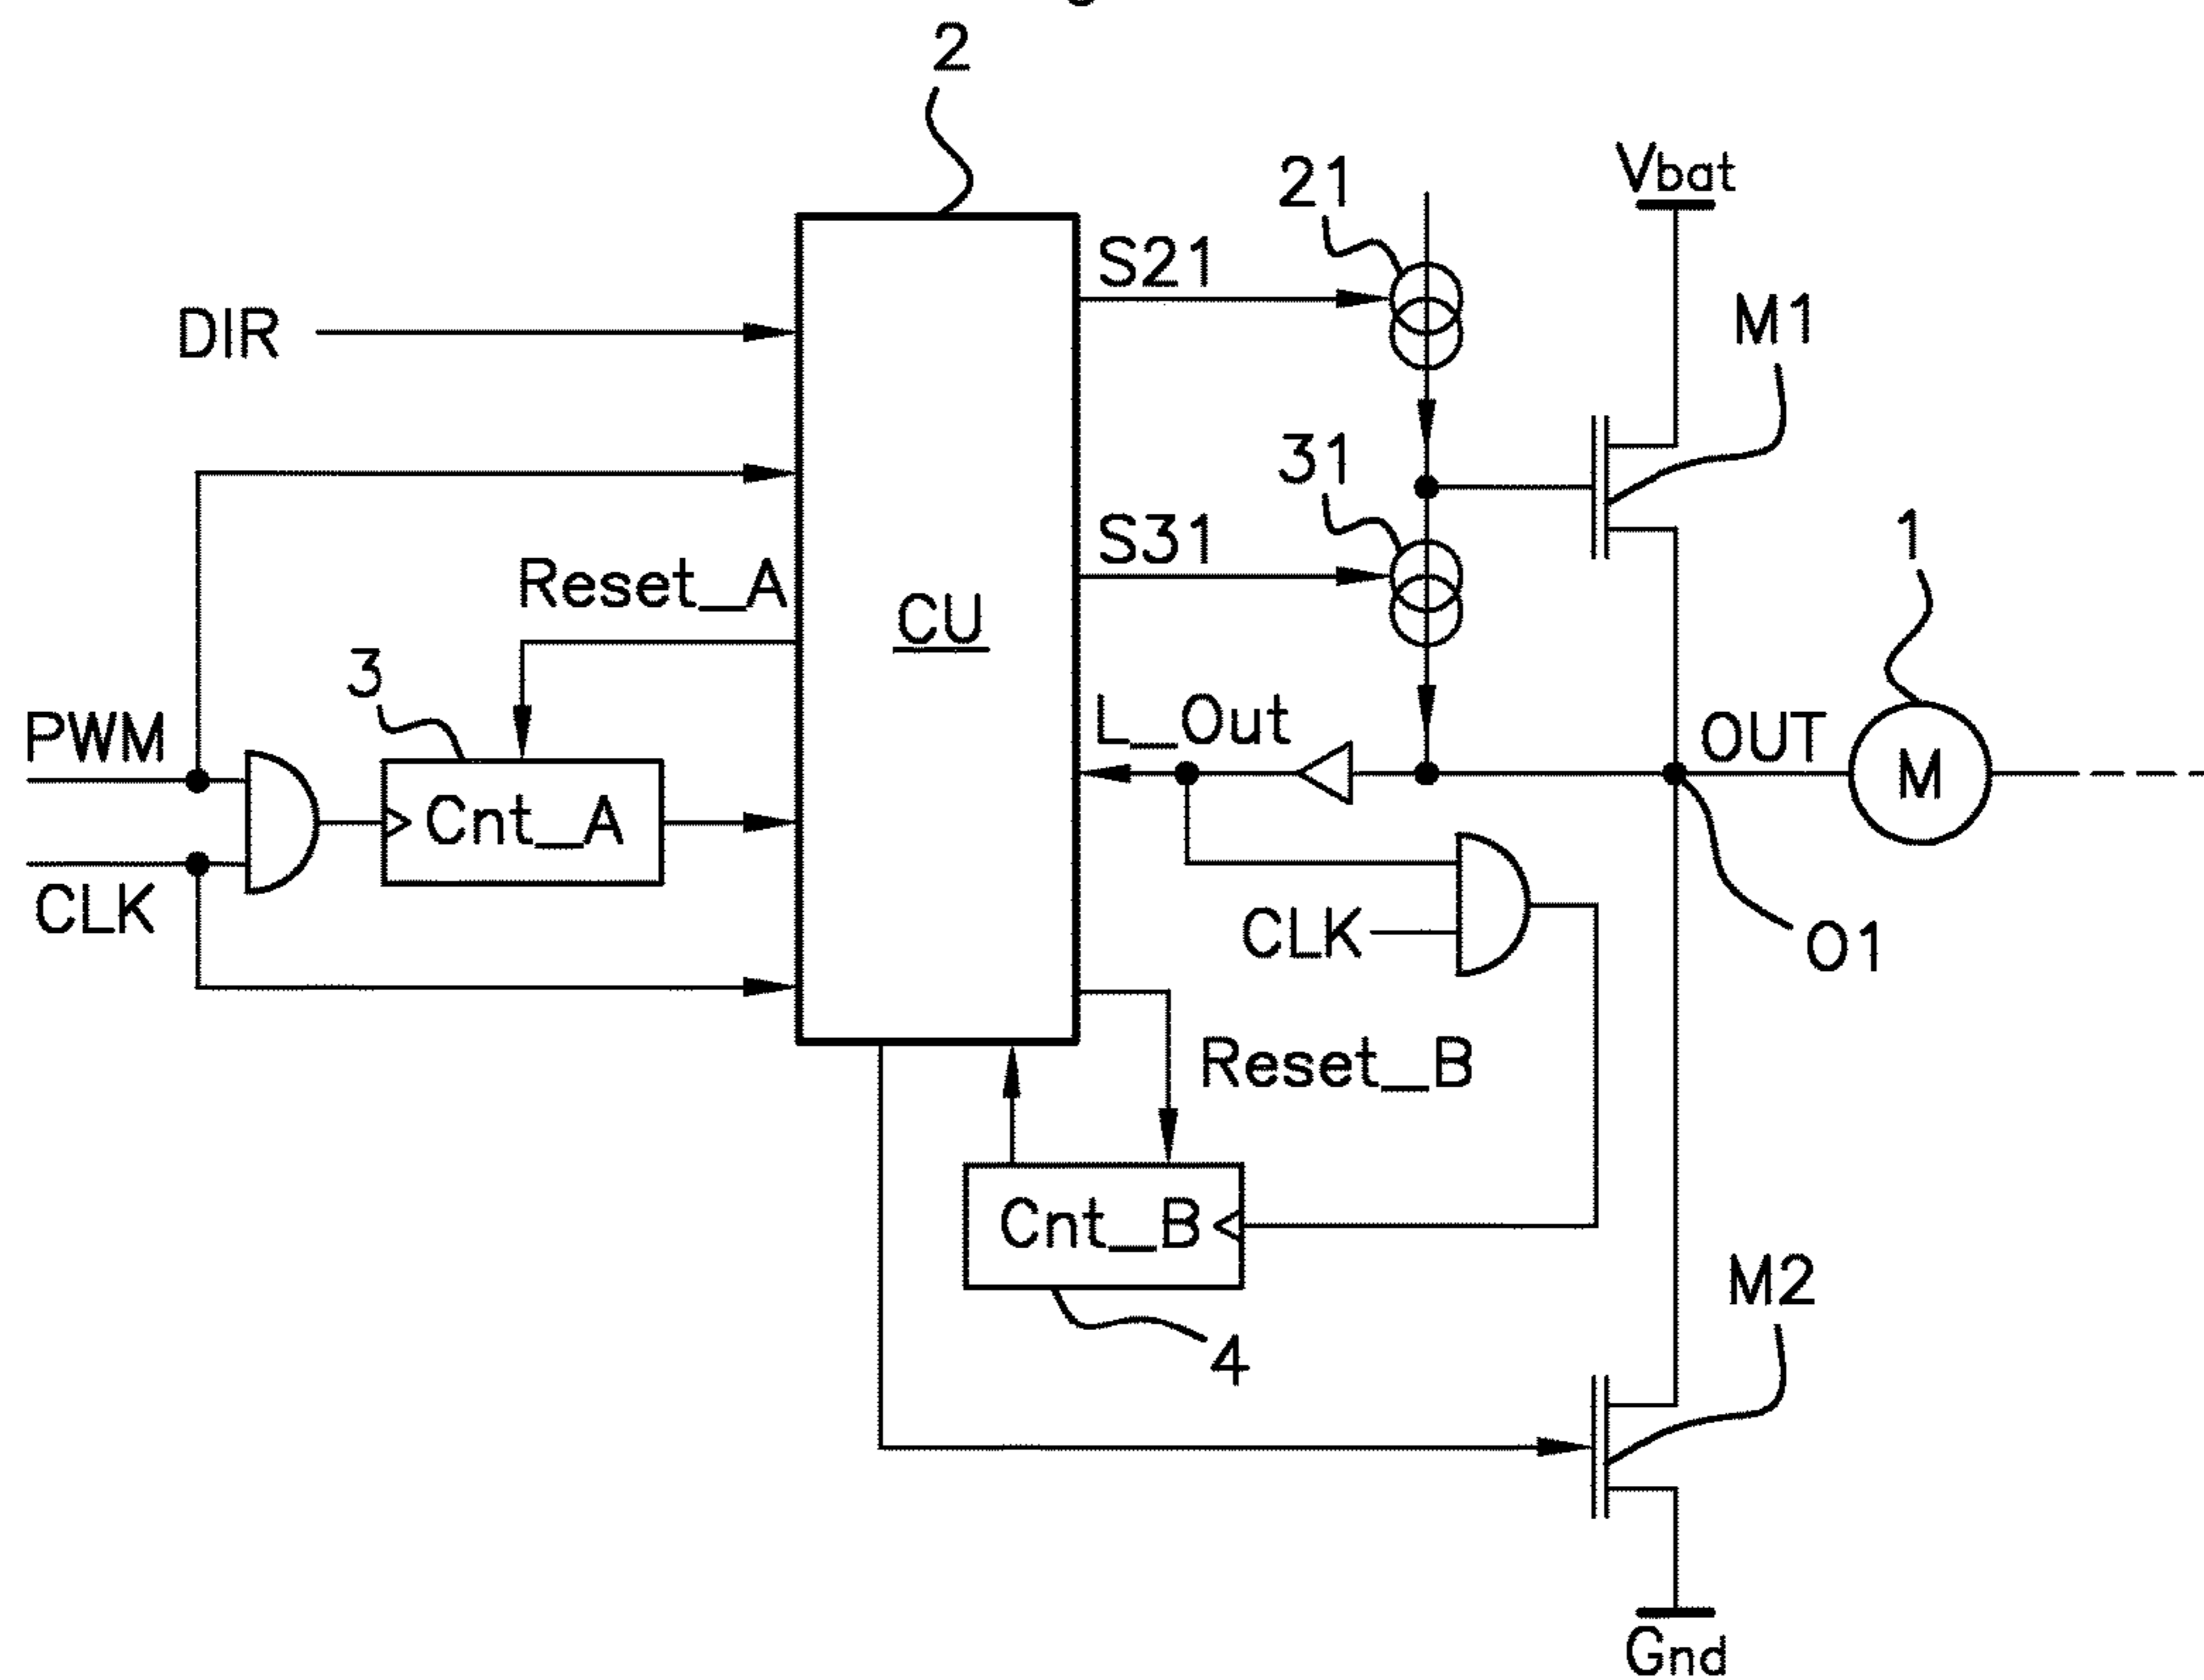 2
Vbat
21
S21
DIR
M1
31
S31
1
Reset_A
CU
3
PWM
L_Out
OUT
M
Cnt_A
CLK
CLK
O1
Reset_B
Cnt_B
M2
4
Gnd